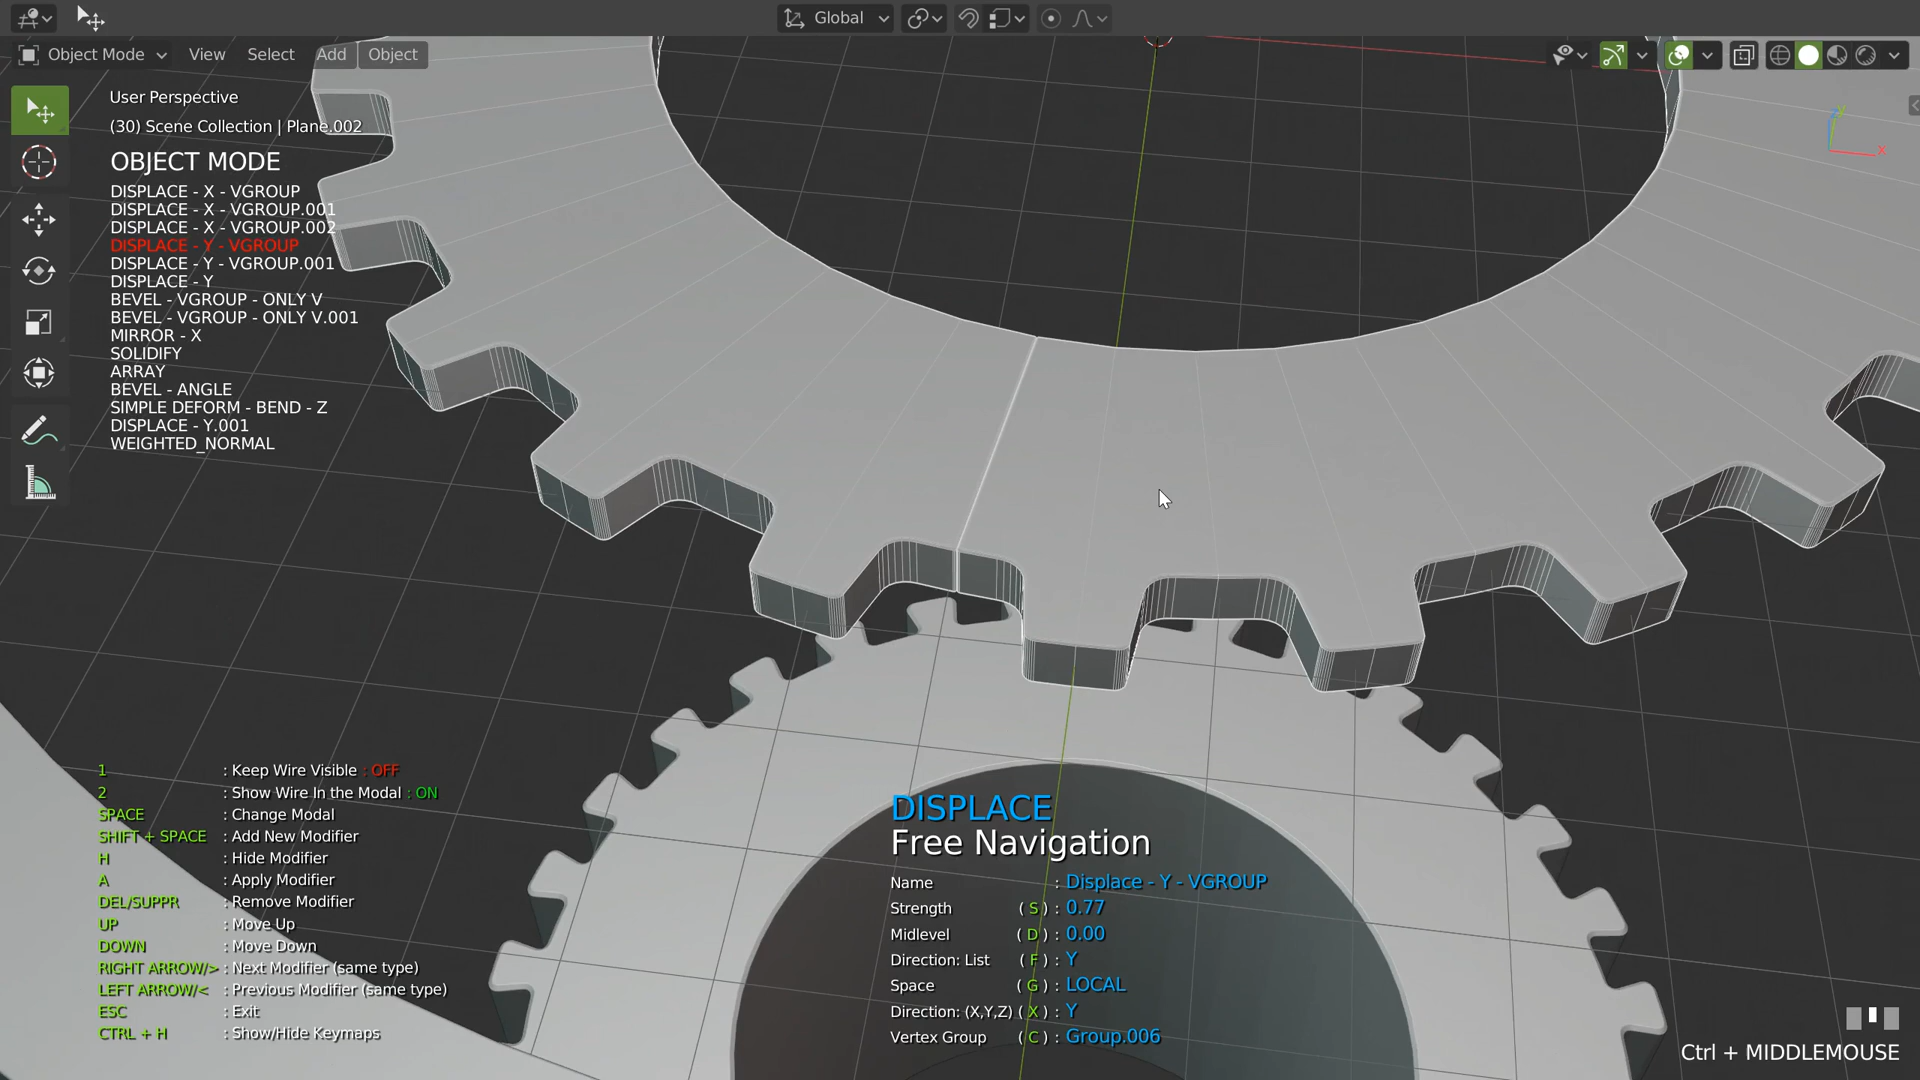 Global
Object Mode View Select Add Object
User Perspective
(30) Scene Collection | Plane.002
OBJECT MODE
DISPLACE - X - VGROUP
DISPLACE - X - VGROUP.001
DISPLACE - X - VGROUP.002
DISPLACE - Y - VGROUP
DISPLACE - Y - VGROUP.001
DISPLACE - Y
BEVEL - VGROUP - ONLY V
BEVEL - VGROUP - ONLY V.001
MIRROR - X
SOLIDIFY
ARRAY
BEVEL - ANGLE
SIMPLE DEFORM - BEND - Z
DISPLACE - Y.001
WEIGHTED_NORMAL
Y
X
1 : Keep Wire Visible : OFF
2 : Show Wire In the Modal : ON
SPACE : Change Modal
SHIFT + SPACE : Add New Modifier
H : Hide Modifier
A : Apply Modifier
DEL/SUPPR : Remove Modifier
UP : Move Up
DOWN : Move Down
RIGHT ARROW/> : Next Modifier (same type)
LEFT ARROW/< : Previous Modifier (same type)
ESC : Exit
CTRL + H : Show/Hide Keymaps
DISPLACE
Free Navigation
Name : Displace - Y - VGROUP
Strength ( S ) : 0.77
Midlevel ( D ) : 0.00
Direction: List ( F ) : Y
Space ( G ) : LOCAL
Direction: (X,Y,Z) ( X ) : Y
Vertex Group ( C ) : Group.006
Ctrl + MIDDLEMOUSE